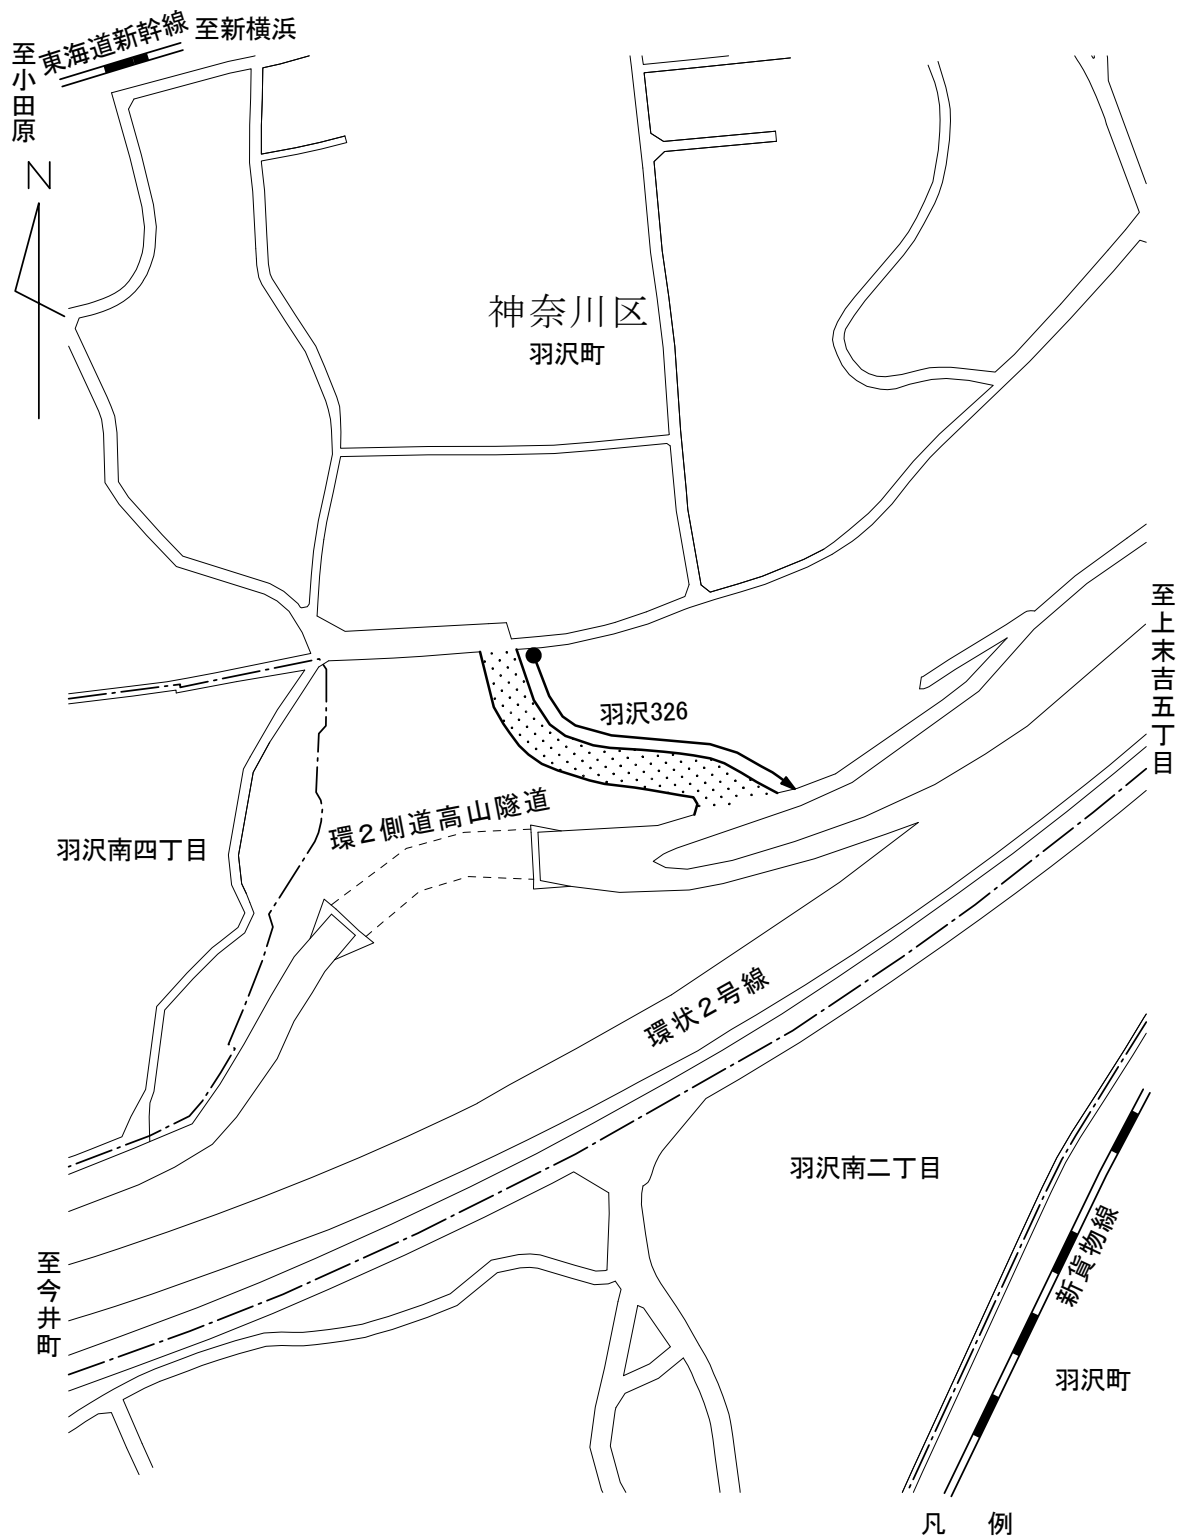 東海道新幹線
至新横浜
至小田原
N
神奈川区
羽沢町
至上末吉五丁目
羽沢326
環2側道高山隧道
羽沢南四丁目
環状2号線
羽沢南二丁目
新貨物線
至今井町
羽沢町
凡 例